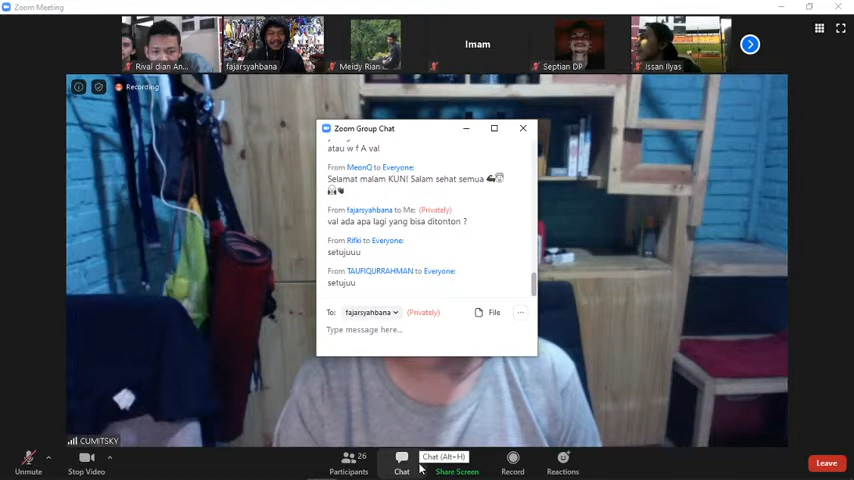 Zoom Meeting
Rival dian An...
fajarsyahbana
Meidy Rian
Imam
Septian DP
Issan Ilyas
Recording
Zoom Group Chat
atau w f A val
From MeonQ to Everyone:
Selamat malam KUN! Salam sehat semua
From fajarsyahbana to Me: (Privately)
val ada apa lagi yang bisa ditonton ?
From Rifki to Everyone:
setujuuu
From TAUFIQURRAHMAN to Everyone:
setujuu
To: fajarsyahbana (Privately) File ...
Type message here...
CUMITSKY
Unmute
Stop Video
26
Participants
Chat
Chat (Alt+H)
Share Screen
Record
Reactions
Leave